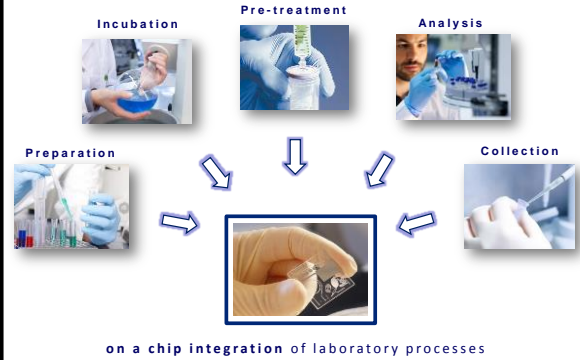 Pre-treatment
Incubation
Analysis
Preparation
Collection
on a chip integration of laboratory processes